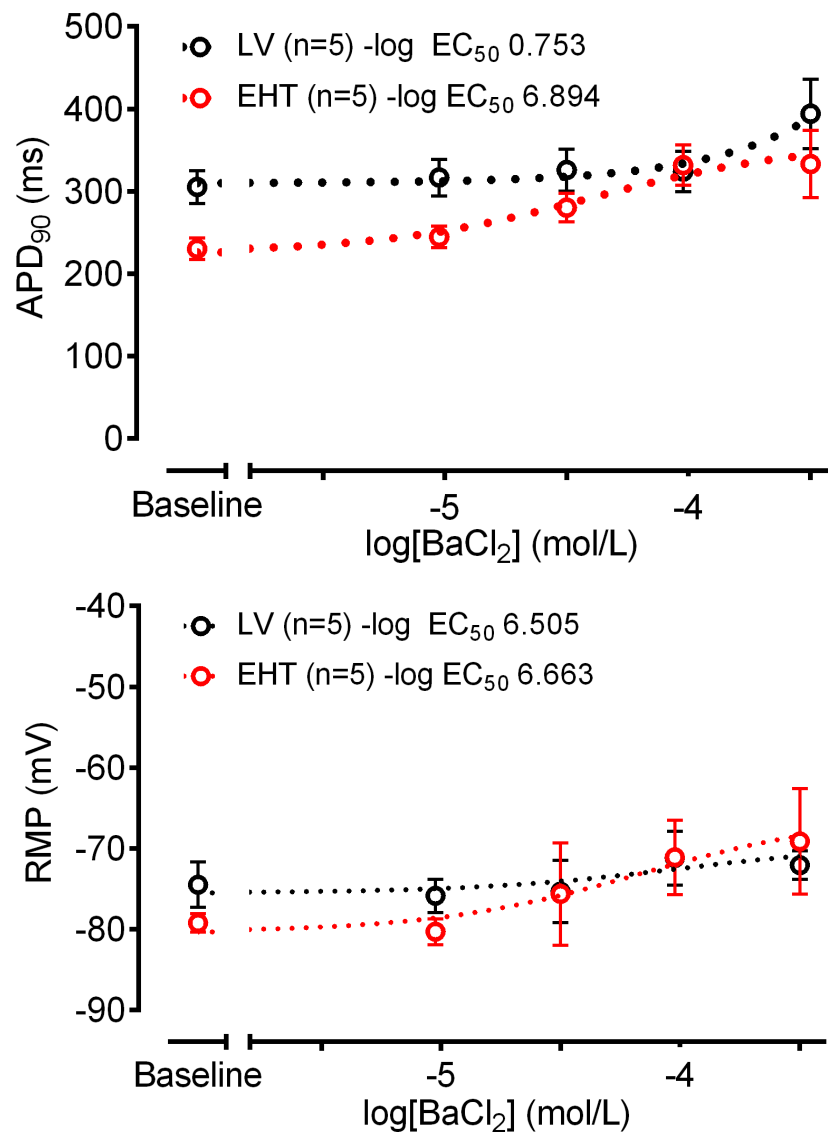 500
400
300
200
100
0
APD90 (ms)
LV (n=5) -log EC50 0.753
EHT (n=5) -log EC50 6.894
Baseline -5 -4
log[BaCl2] (mol/L)
-40
-50
-60
-70
-80
-90
RMP (mV)
LV (n=5) -log EC50 6.505
EHT (n=5) -log EC50 6.663
Baseline -5 -4
log[BaCl2] (mol/L)